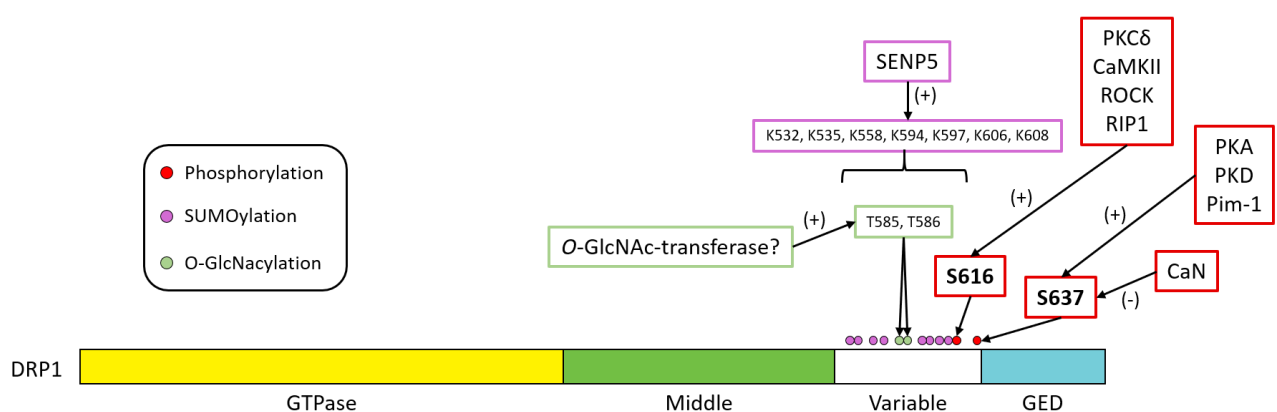 SENP5
(+)
K532, K535, K558, K594, K597, K606, K608
PKCδ
CaMKII
ROCK
RIP1
PKA
PKD
Pim-1
(+)
(+)
Phosphorylation
SUMOylation
O-GlcNacylation
O-GlcNAc-transferase?
(+)
T585, T586
S616
S637
CaN
(-)
DRP1
GTPase
Middle
Variable
GED